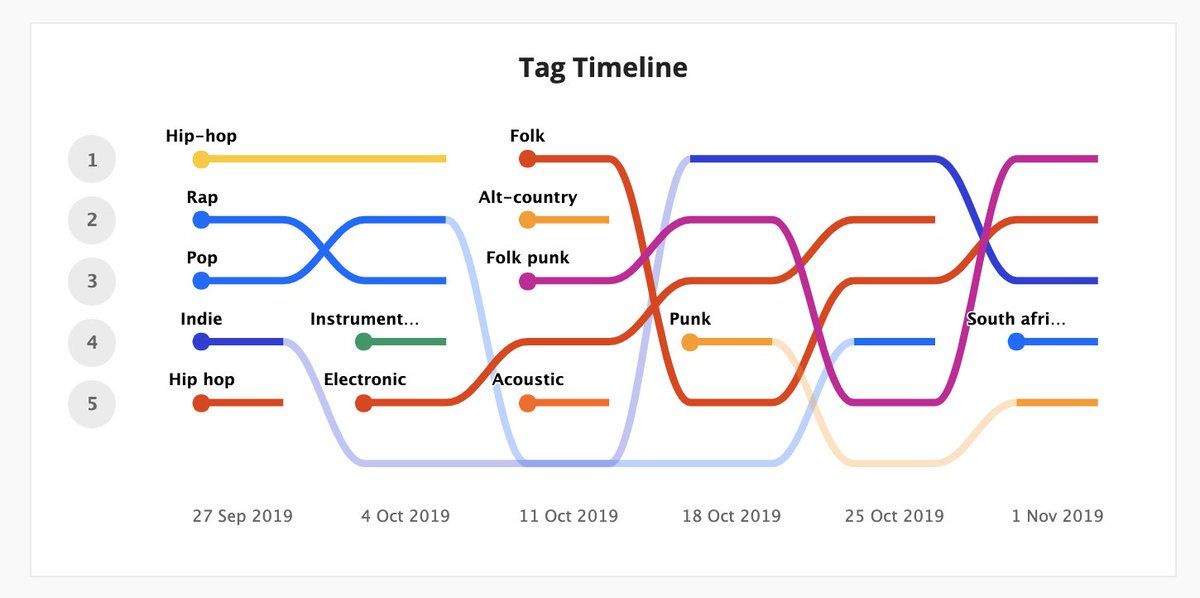 Tag Timeline
Hip-hop
Folk
1
Rap
Alt-country
2
Pop
Folk punk
3
Indie
Instrument...
Punk
South afri...
4
Hip hop
Electronic
Acoustic
5
27 Sep 2019
4 Oct 2019
11 Oct 2019
18 Oct 2019
25 Oct 2019
1 Nov 2019